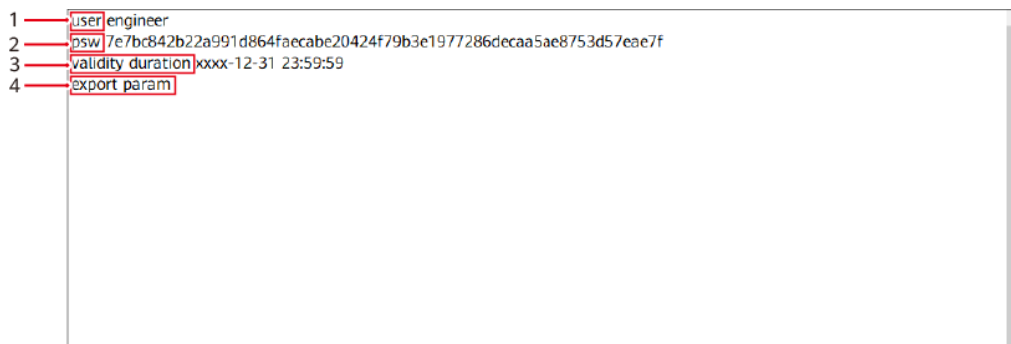 1 user engineer
2 psw 7e7bc842b22a991d864faecabe20424f79b3e1977286decaa5ae8753d57eae7f
3 validity duration xxxx-12-31 23:59:59
4 export param